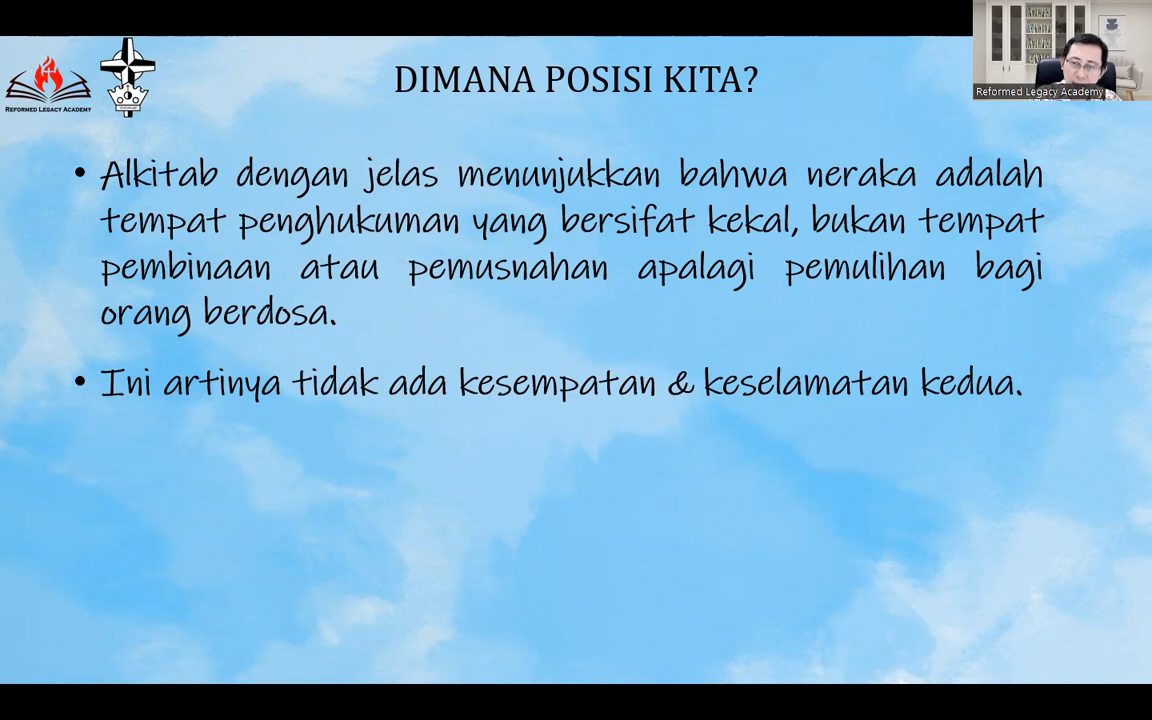 DIMANA POSISI KITA?
REFORMED LEGACY ACADEMY
Reformed Legacy Academy
• Alkitab dengan jelas menunjukkan bahwa neraka adalah
tempat penghukuman yang bersifat kekal, bukan tempat
pembinaan atau pemusnahan apalagi pemulihan bagi
orang berdosa.
• Ini artinya tidak ada kesempatan & keselamatan kedua.